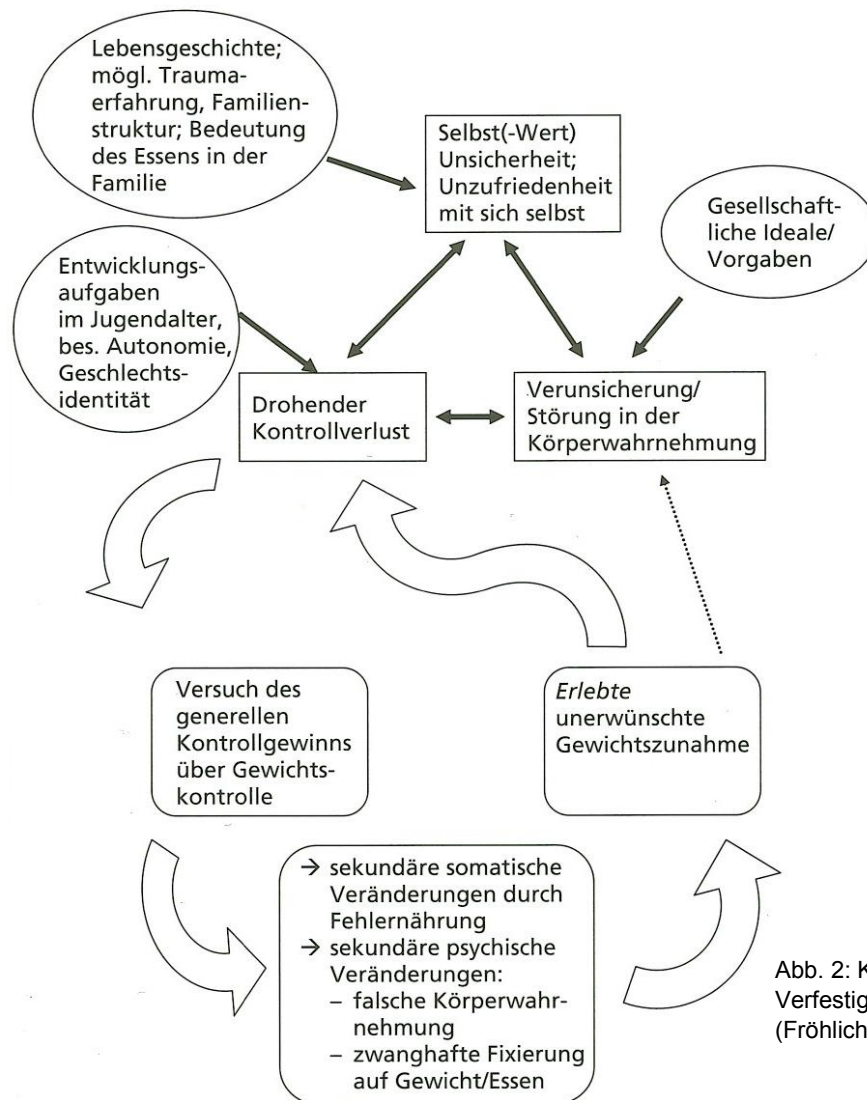 Lebensgeschichte;
mögl. Trauma-
erfahrung, Familien-
struktur; Bedeutung
des Essens in der
Familie
Selbst(-Wert)
Unsicherheit;
Unzufriedenheit
mit sich selbst
Gesellschaft-
liche Ideale/
Vorgaben
Entwicklungs-
aufgaben
im Jugendalter,
bes. Autonomie,
Geschlechts-
identität
Drohender
Kontrollverlust
Verunsicherung/
Störung in der
Körperwahrnehmung
Versuch des
generellen
Kontrollgewinns
über Gewichts-
kontrolle
Erlebte
unerwünschte
Gewichtszunahme
→ sekundäre somatische
Veränderungen durch
Fehlernährung
→ sekundäre psychische
Veränderungen:
– falsche Körperwahr-
nehmung
– zwanghafte Fixierung
auf Gewicht/Essen
Abb. 2: K
Verfestig
(Fröhlich